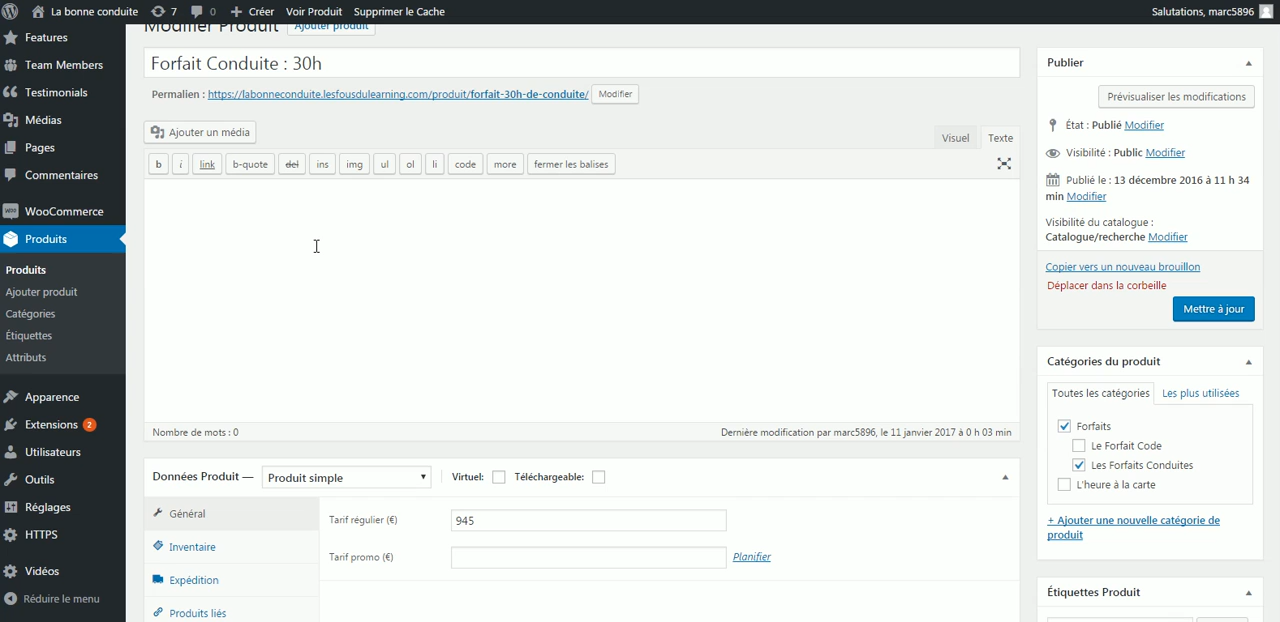 La bonne conduite 7 0 Créer Voir Produit Supprimer le Cache Salutations, marc5896
Features
Team Members
Testimonials
Médias
Pages
Commentaires
WooCommerce
Produits
Produits
Ajouter produit
Catégories
Étiquettes
Attributs
Apparence
Extensions 2
Utilisateurs
Outils
Réglages
HTTPS
Vidéos
Réduire le menu
Modifier Produit Ajouter produit
Forfait Conduite : 30h
Permalien : https://labonneconduite.lesfousdulearning.com/produit/forfait-30h-de-conduite/ Modifier
Ajouter un média
Visuel Texte
b i link b-quote del ins img ul ol li code more fermer les balises
Nombre de mots : 0 Dernière modification par marc5896, le 11 janvier 2017 à 0 h 03 min
Données Produit — Produit simple Virtuel: Téléchargeable:
Général
Inventaire
Expédition
Produits liés
Tarif régulier (€) 945
Tarif promo (€) Planifier
Publier
Prévisualiser les modifications
État : Publié Modifier
Visibilité : Public Modifier
Publié le : 13 décembre 2016 à 11 h 34
min Modifier
Visibilité du catalogue :
Catalogue/recherche Modifier
Copier vers un nouveau brouillon
Déplacer dans la corbeille
Mettre à jour
Catégories du produit
Toutes les catégories Les plus utilisées
Forfaits
Le Forfait Code
Les Forfaits Conduites
L'heure à la carte
+ Ajouter une nouvelle catégorie de
produit
Étiquettes Produit